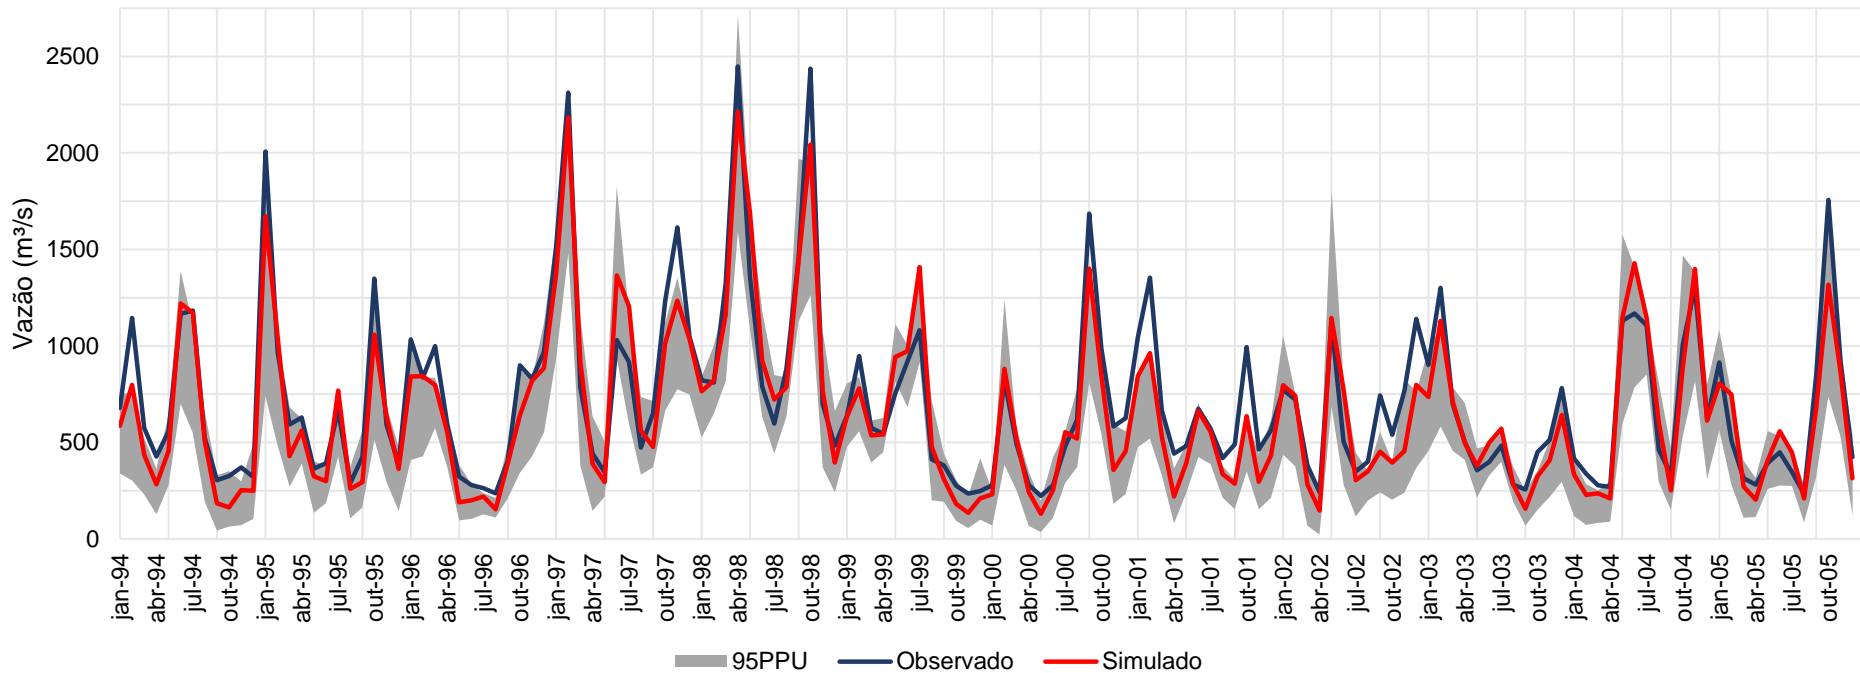 Vazão (m³/s)
2500
2000
1500
1000
500
0
jan-94
abr-94
jul-94
out-94
jan-95
abr-95
jul-95
out-95
jan-96
abr-96
jul-96
out-96
jan-97
abr-97
jul-97
out-97
jan-98
abr-98
jul-98
out-98
jan-99
abr-99
jul-99
out-99
jan-00
abr-00
jul-00
out-00
jan-01
abr-01
jul-01
out-01
jan-02
abr-02
jul-02
out-02
jan-03
abr-03
jul-03
out-03
jan-04
abr-04
jul-04
out-04
jan-05
abr-05
jul-05
out-05
95PPU Observado Simulado